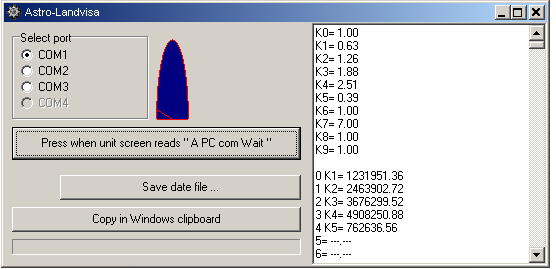 Astro-Landvisa
Select port
COM1
COM2
COM3
COM4
Press when unit screen reads " A PC com Wait "
Save date file ...
Copy in Windows clipboard
K0= 1.00
K1= 0.63
K2= 1.26
K3= 1.88
K4= 2.51
K5= 0.39
K6= 1.00
K7= 7.00
K8= 1.00
K9= 1.00
0 K1= 1231951.36
1 K2= 2463902.72
2 K3= 3676299.52
3 K4= 4908250.88
4 K5= 762636.56
5= ---.---
6= ---.---